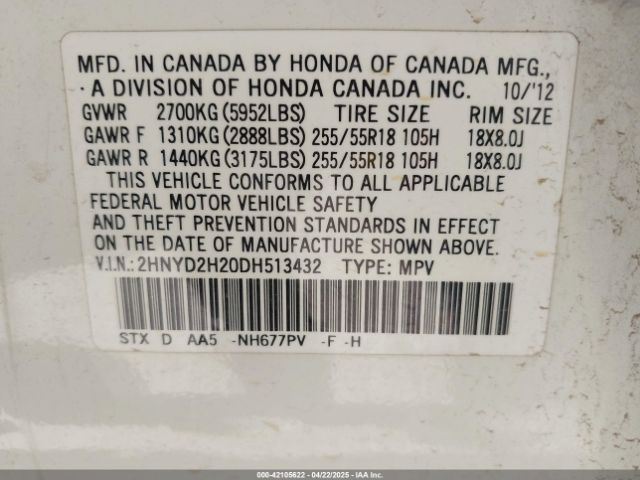 MFD. IN CANADA BY HONDA OF CANADA MFG.,
A DIVISION OF HONDA CANADA INC. 10/'12
GVWR 2700KG (5952LBS) TIRE SIZE RIM SIZE
GAWR F 1310KG (2888LBS) 255/55R18 105H 18X8.0J
GAWR R 1440KG (3175LBS) 255/55R18 105H 18X8.0J
THIS VEHICLE CONFORMS TO ALL APPLICABLE
FEDERAL MOTOR VEHICLE SAFETY
AND THEFT PREVENTION STANDARDS IN EFFECT
ON THE DATE OF MANUFACTURE SHOWN ABOVE.
V.I.N.: 2HNYD2H20DH513432 TYPE: MPV
STX D AA5 -NH677PV -F -H
000-42105622 - 04/22/2025 - IAA, Inc.